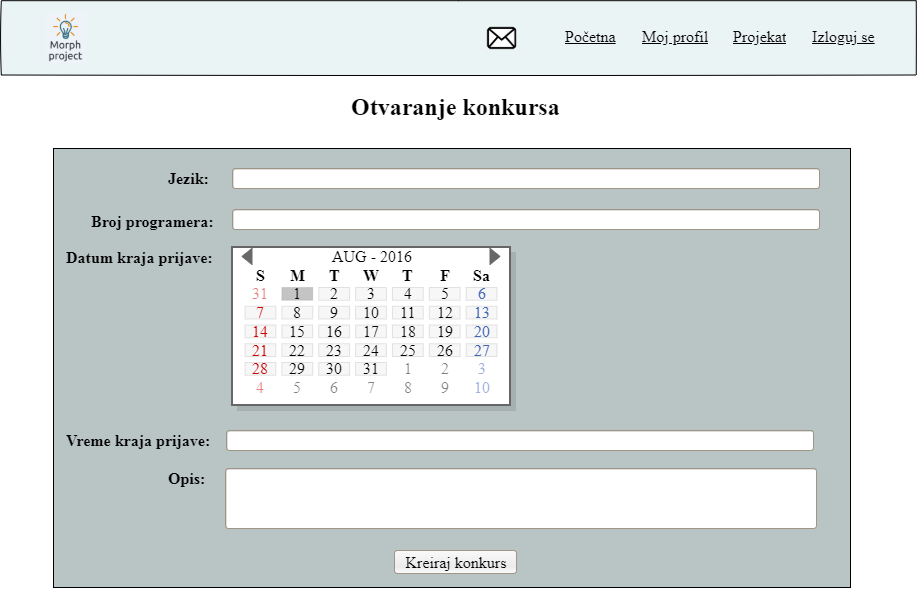 Morph
project
Početna Moj profil Projekat Izloguj se
Otvaranje konkursa
Jezik:
Broj programera:
Datum kraja prijave:
AUG - 2016
S M T W T F Sa
31 1 2 3 4 5 6
7 8 9 10 11 12 13
14 15 16 17 18 19 20
21 22 23 24 25 26 27
28 29 30 31 1 2 3
4 5 6 7 8 9 10
Vreme kraja prijave:
Opis:
Kreiraj konkurs